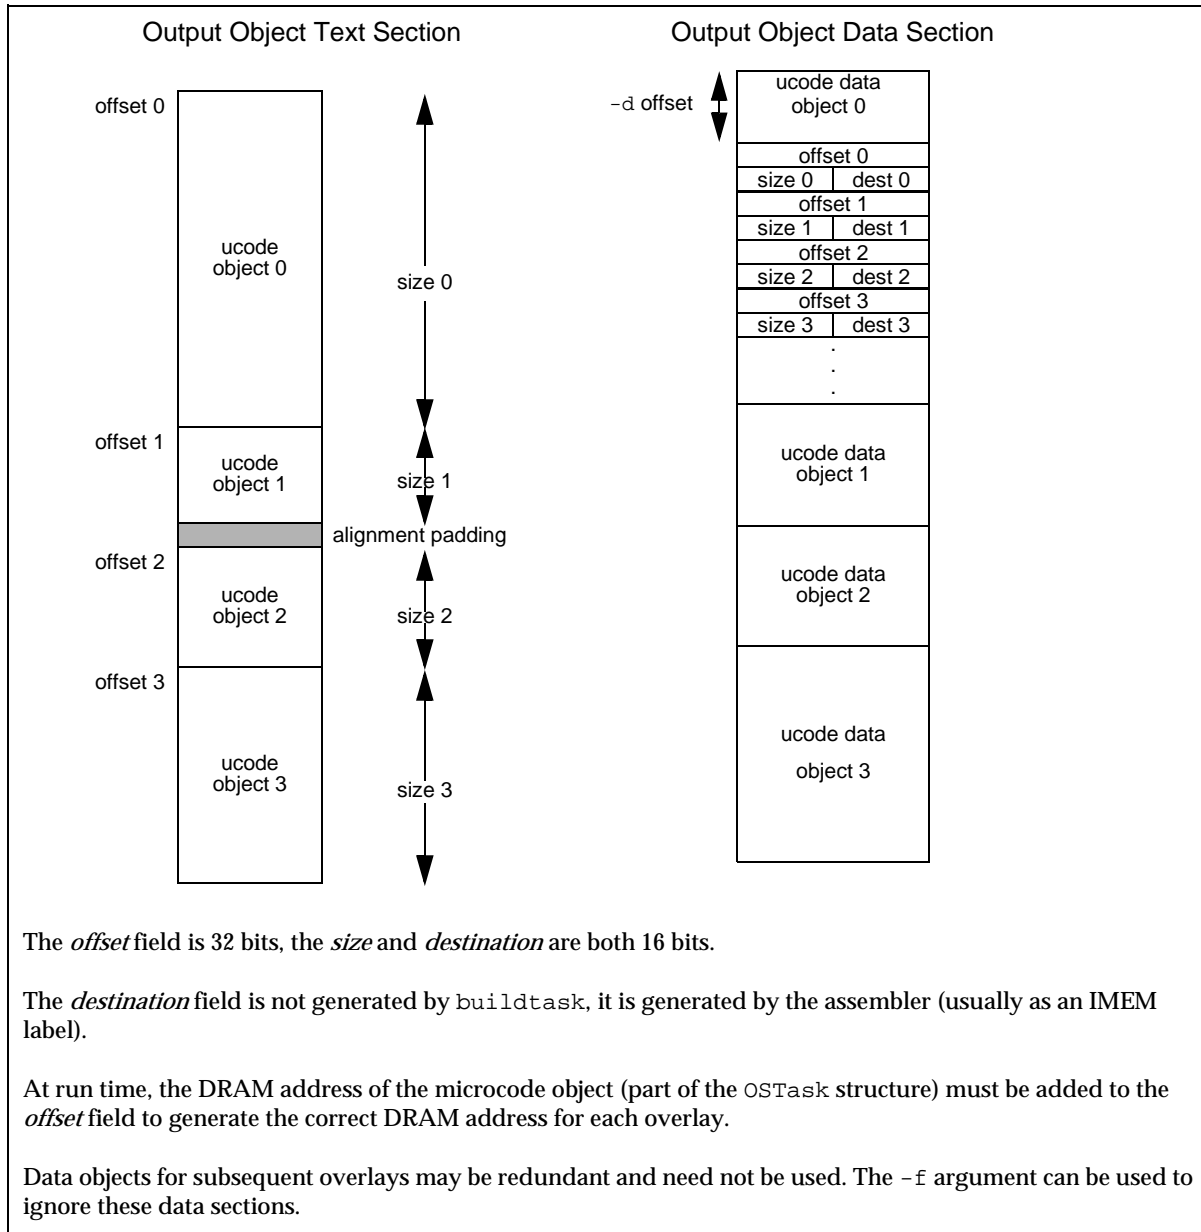 Output Object Text Section
offset 0
ucode
object 0
size 0
offset 1
ucode
object 1
size 1
alignment padding
offset 2
ucode
object 2
size 2
offset 3
ucode
object 3
size 3
Output Object Data Section
-d offset
ucode data
object 0
offset 0
size 0 dest 0
offset 1
size 1 dest 1
offset 2
size 2 dest 2
offset 3
size 3 dest 3
.
.
.
ucode data
object 1
ucode data
object 2
ucode data
object 3
The offset field is 32 bits, the size and destination are both 16 bits.
The destination field is not generated by buildtask, it is generated by the assembler (usually as an IMEM
label).
At run time, the DRAM address of the microcode object (part of the OSTask structure) must be added to the
offset field to generate the correct DRAM address for each overlay.
Data objects for subsequent overlays may be redundant and need not be used. The -f argument can be used to
ignore these data sections.